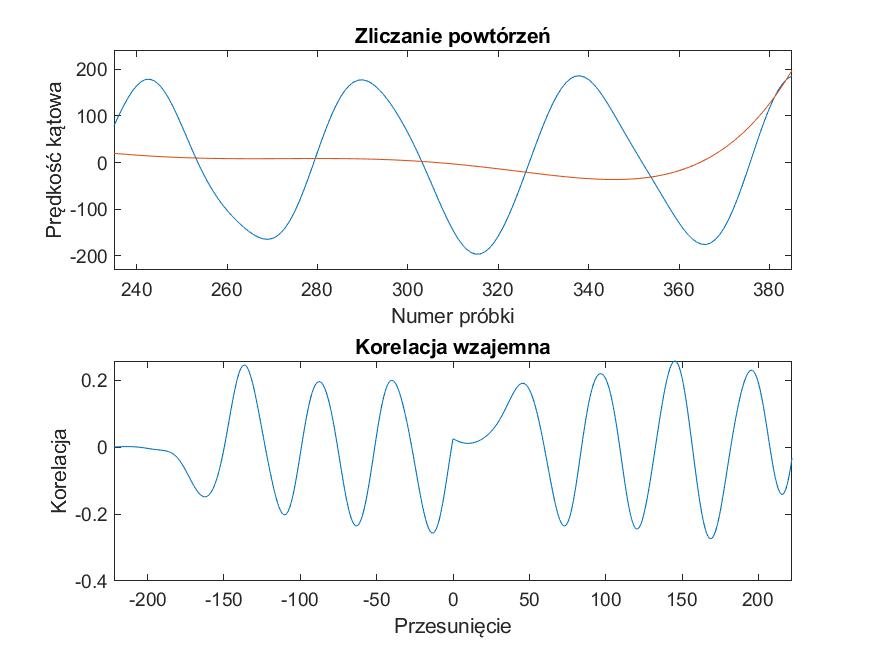 Zliczanie powtórzeń
200
100
0
-100
-200
Prędkość kątowa
240 260 280 300 320 340 360 380
Numer próbki
Korelacja wzajemna
0.2
0
-0.2
-0.4
Korelacja
-200 -150 -100 -50 0 50 100 150 200
Przesunięcie